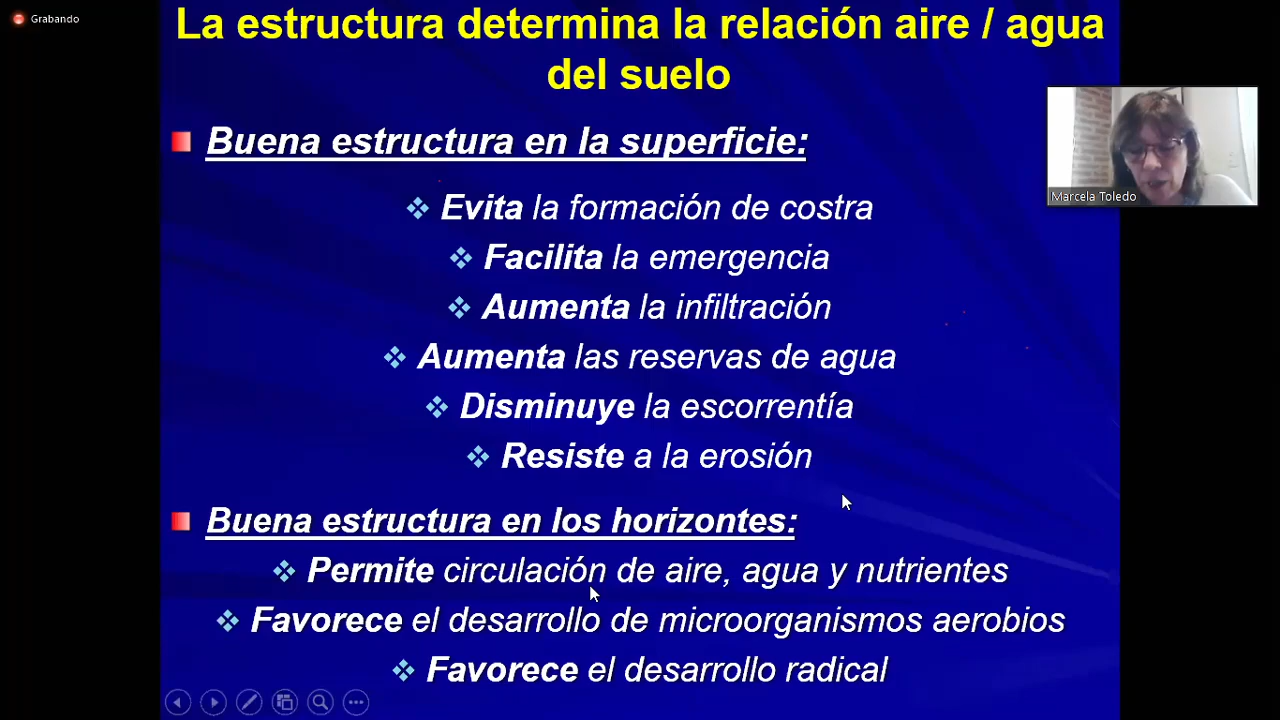 Grabando
La estructura determina la relación aire / agua
del suelo
Buena estructura en la superficie:
Evita la formación de costra
Facilita la emergencia
Aumenta la infiltración
Aumenta las reservas de agua
Disminuye la escorrentía
Resiste a la erosión
Buena estructura en los horizontes:
Permite circulación de aire, agua y nutrientes
Favorece el desarrollo de microorganismos aerobios
Favorece el desarrollo radical
Marcela Toledo